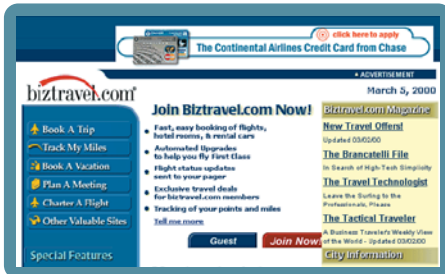 click here to apply
The Continental Airlines Credit Card from Chase
ADVERTISEMENT
biztravel.com®
March 5, 2000
Book A Trip
Track My Miles
Book A Vacation
Plan A Meeting
Charter A Flight
Other Valuable Sites
Special Features
Join Biztravel.com Now!
Fast, easy booking of flights,
hotel rooms, & rental cars
Automated Upgrades
to help you fly First Class
Flight status updates
sent to your pager
Exclusive travel deals
for biztravel.com members
Tracking of your points and miles
Tell me more
Guest
Join Now!
Biztravel.com Magazine
New Travel Offers!
Updated 03/02/00
The Brancatelli File
In Search of High-Tech Simplicity
The Travel Technologist
Leave the Suring to the
Professionals, Please
The Tactical Traveler
A Business Traveler's Weekly View
of the World - Updated 03/02/00
City Information